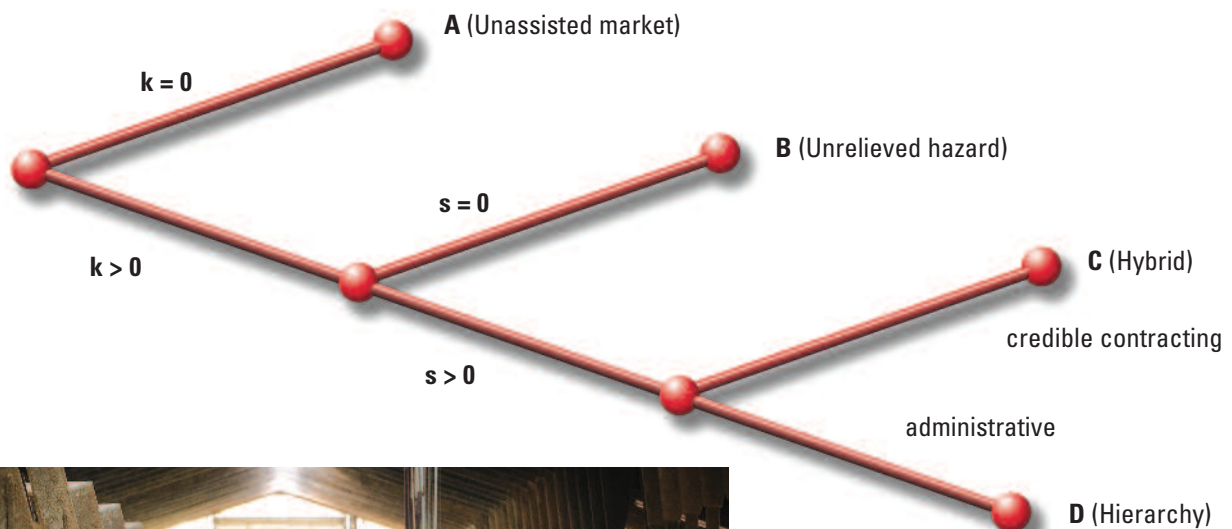 A (Unassisted market)
k = 0
B (Unrelieved hazard)
s = 0
k > 0
C (Hybrid)
credible contracting
s > 0
administrative
D (Hierarchy)